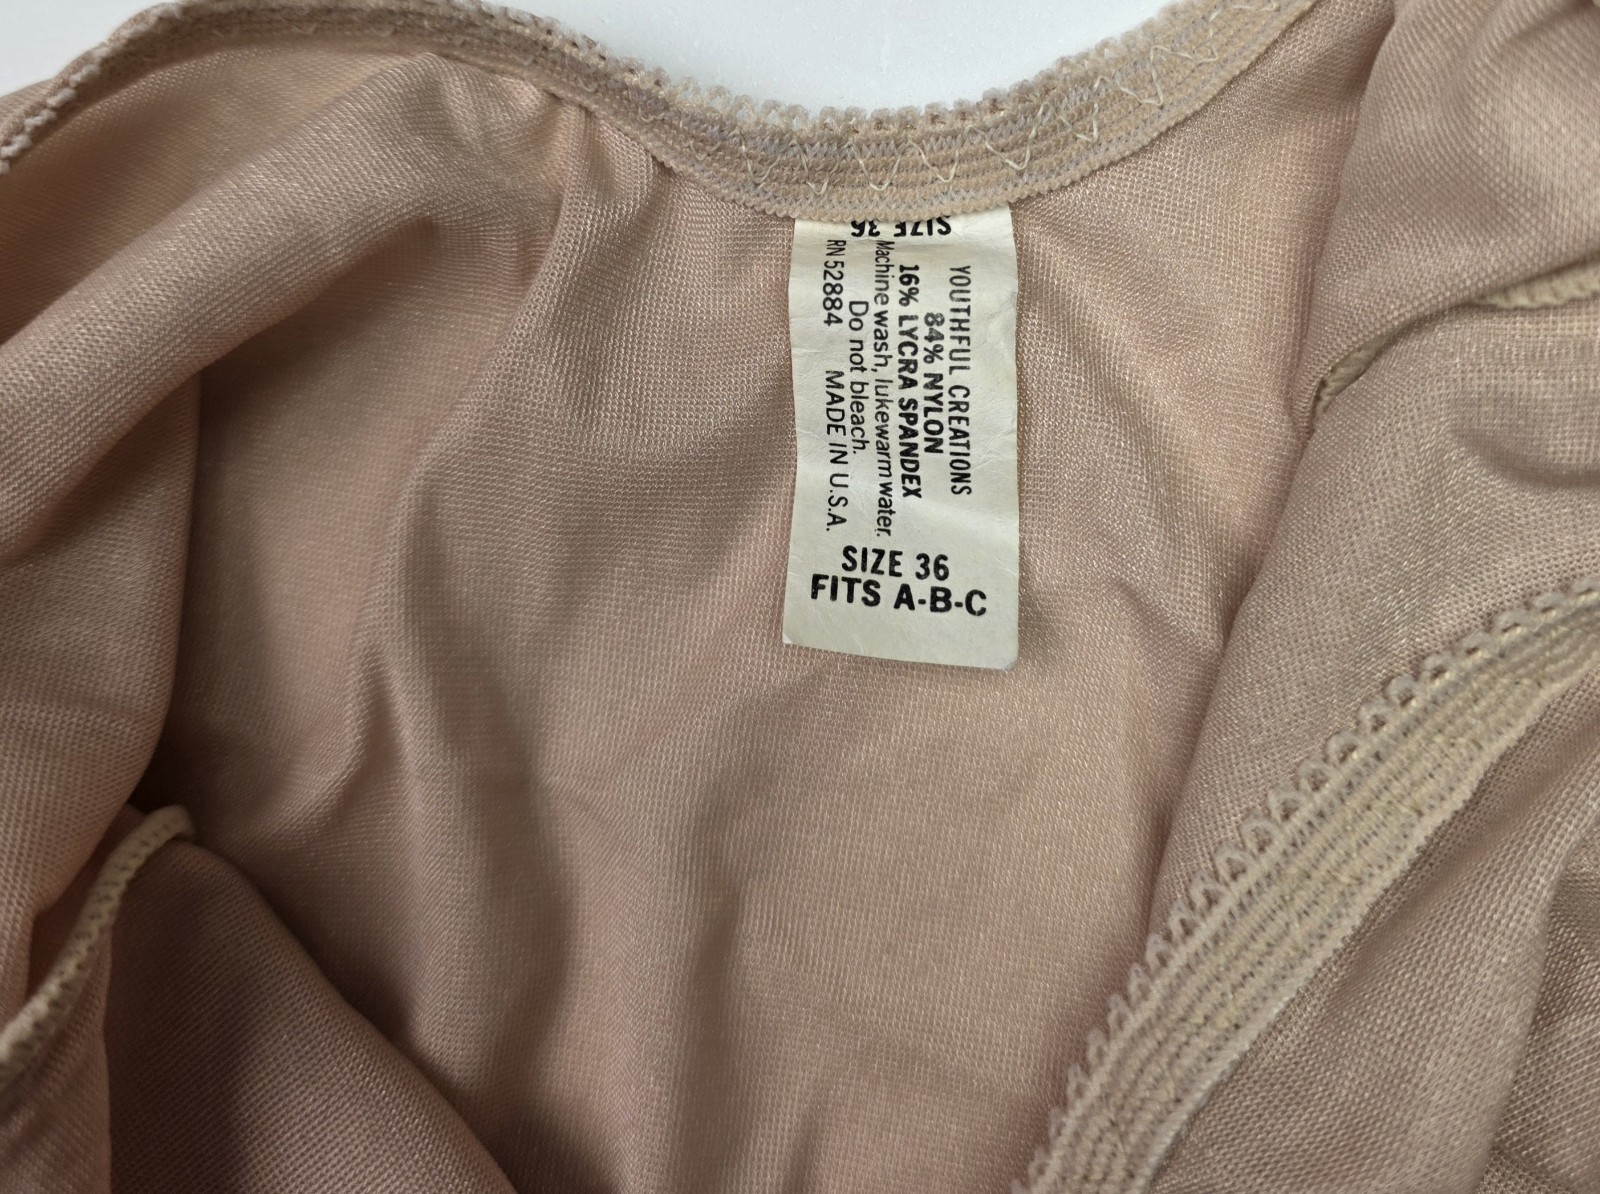 SIZE 36
YOUTHFUL CREATIONS
84% NYLON
16% LYCRA SPANDEX
Machine wash, lukewarm water.
Do not bleach.
RN 52884 MADE IN U.S.A.
SIZE 36
FITS A-B-C